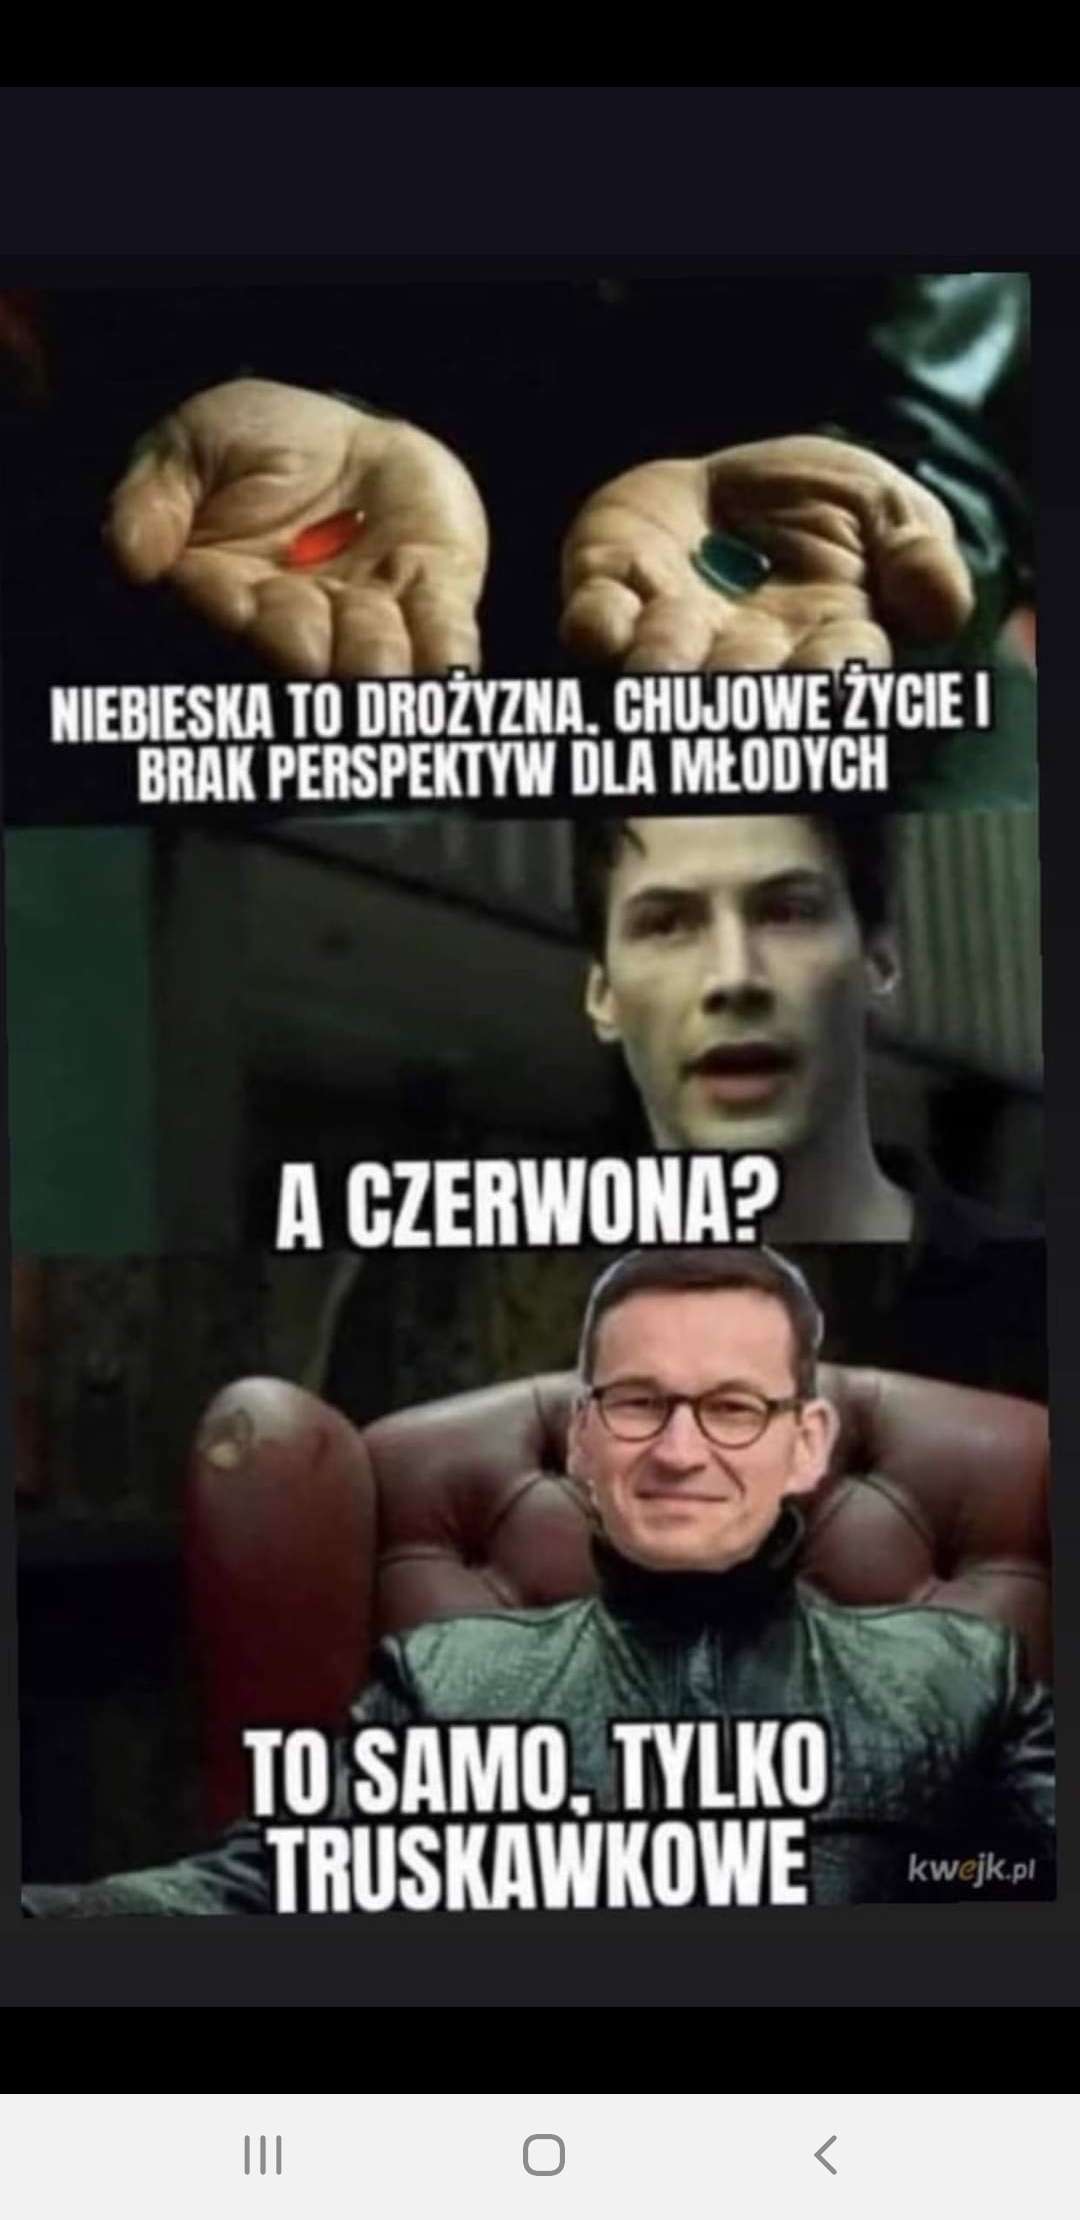 NIEBIESKA TO DROŻYZNA. CHUJOWE ŻYCIE I
BRAK PERSPEKTYW DLA MŁODYCH
A CZERWONA?
TO SAMO, TYLKO
TRUSKAWKOWE
kwejk.pl